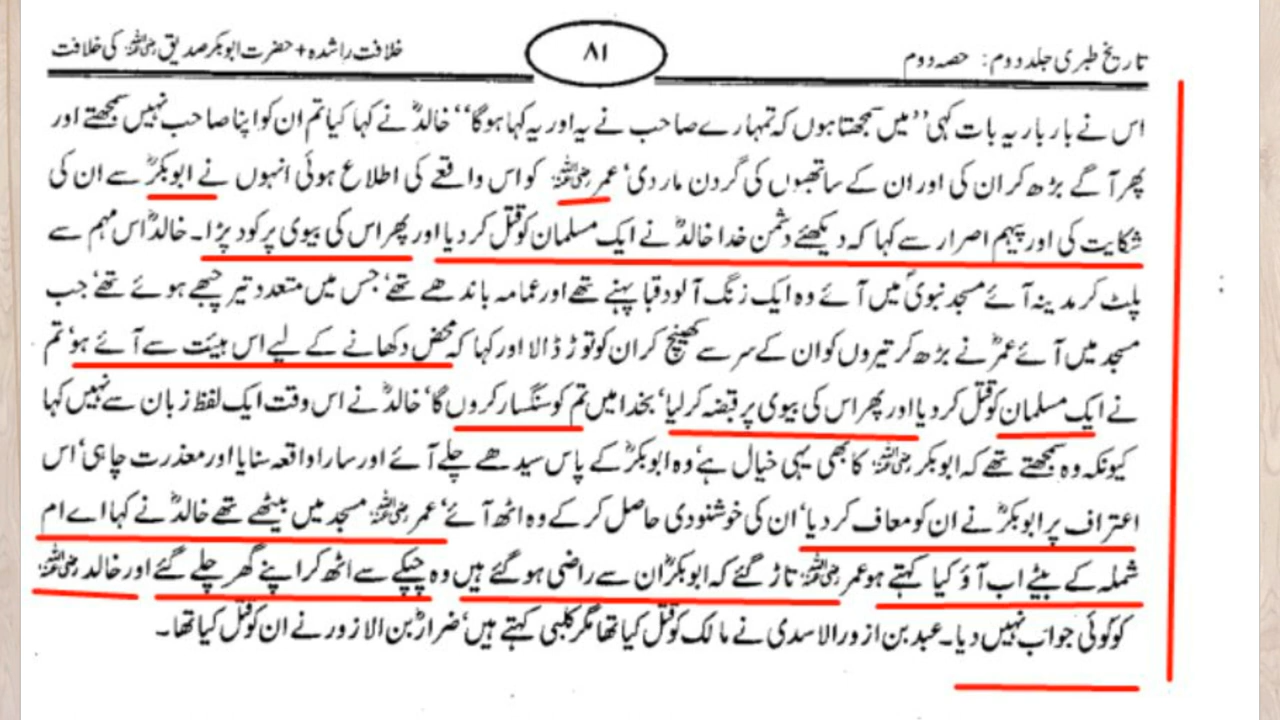 تاریخ طبری جلد دوم: حصہ دوم ۸۱ خلافت راشدہ + حضرت ابوبکر صدیق رضی اللہ عنہ کی خلافت
اس نے بار بار یہ بات کہی ’’میں سمجھتا ہوں کہ تمہارے صاحب نے یہ اور یہ کہا ہوگا‘‘ خالدؓ نے کہا کیا تم ان کو اپنا صاحب نہیں سمجھتے اور
پھر آگے بڑھ کر ان کی اور ان کے ساتھیوں کی گردن مار دی‘ عمر رضی اللہ عنہ کو اس واقعے کی اطلاع ہوئی انہوں نے ابوبکرؓ سے ان کی
شکایت کی اور پیہم اصرار سے کہا کہ دیکھئے دشمن خدا خالدؓ نے ایک مسلمان کو قتل کر دیا اور پھر اس کی بیوی پر کود پڑا۔ خالدؓ اس مہم سے
پلٹ کر مدینہ آئے مسجد نبویؐ میں آئے وہ ایک زنگ آلود قبا پہنے تھے اور عمامہ باندھے تھے‘ جس میں متعدد تیر چبھے ہوئے تھے‘ جب
مسجد میں آئے عمرؓ نے بڑھ کر تیروں کو ان کے سر سے کھینچ کر ان کو توڑ ڈالا اور کہا کہ محض دکھانے کے لیے اس ہیئت سے آئے ہو‘ تم
نے ایک مسلمان کو قتل کر دیا اور پھر اس کی بیوی پر قبضہ کر لیا‘ بخدا میں تم کو سنگسار کروں گا‘ خالدؓ نے اس وقت ایک لفظ زبان سے نہیں کہا
کیونکہ وہ سمجھتے تھے کہ ابوبکر رضی اللہ عنہ کا بھی یہی خیال ہے‘ وہ ابوبکرؓ کے پاس سیدھے چلے آئے اور سارا واقعہ سنایا اور معذرت چاہی‘ اس
اعتراف پر ابوبکرؓ نے ان کو معاف کر دیا‘ ان کی خوشنودی حاصل کر کے وہ اٹھ آئے‘ عمر رضی اللہ عنہ مسجد میں بیٹھے تھے خالدؓ نے کہا اے ام
شملہ کے بیٹے اب آؤ کیا کہتے ہو عمر رضی اللہ عنہ تاڑ گئے کہ ابوبکرؓ ان سے راضی ہو گئے ہیں وہ چپکے سے اٹھ کر اپنے گھر چلے گئے اور خالد رضی اللہ عنہ
کو کوئی جواب نہیں دیا۔ عبد بن ازور الاسدی نے مالک کو قتل کیا تھا مگر کلبی کہتے ہیں‘ ضرارؓ بن الازور نے ان کو قتل کیا تھا۔